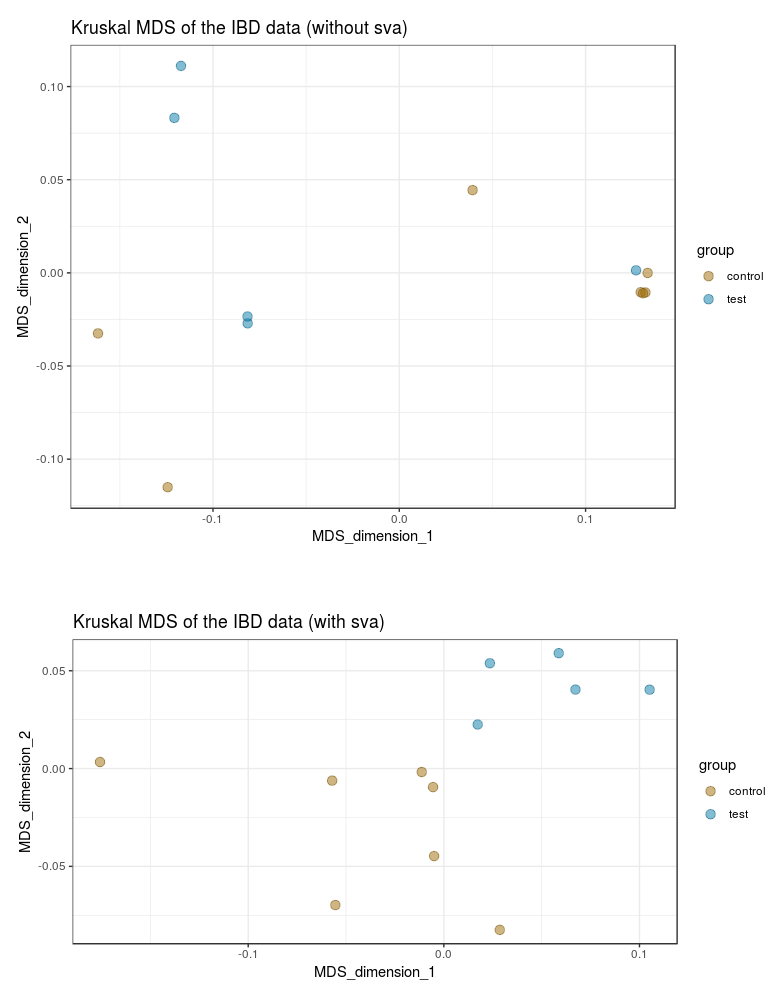 Kruskal MDS of the IBD data (without sva)
0.10
0.05
0.00
-0.05
-0.10
MDS_dimension_2
-0.1
0.0
0.1
MDS_dimension_1
group
control
test
Kruskal MDS of the IBD data (with sva)
0.05
0.00
-0.05
MDS_dimension_2
-0.1
0.0
0.1
MDS_dimension_1
group
control
test